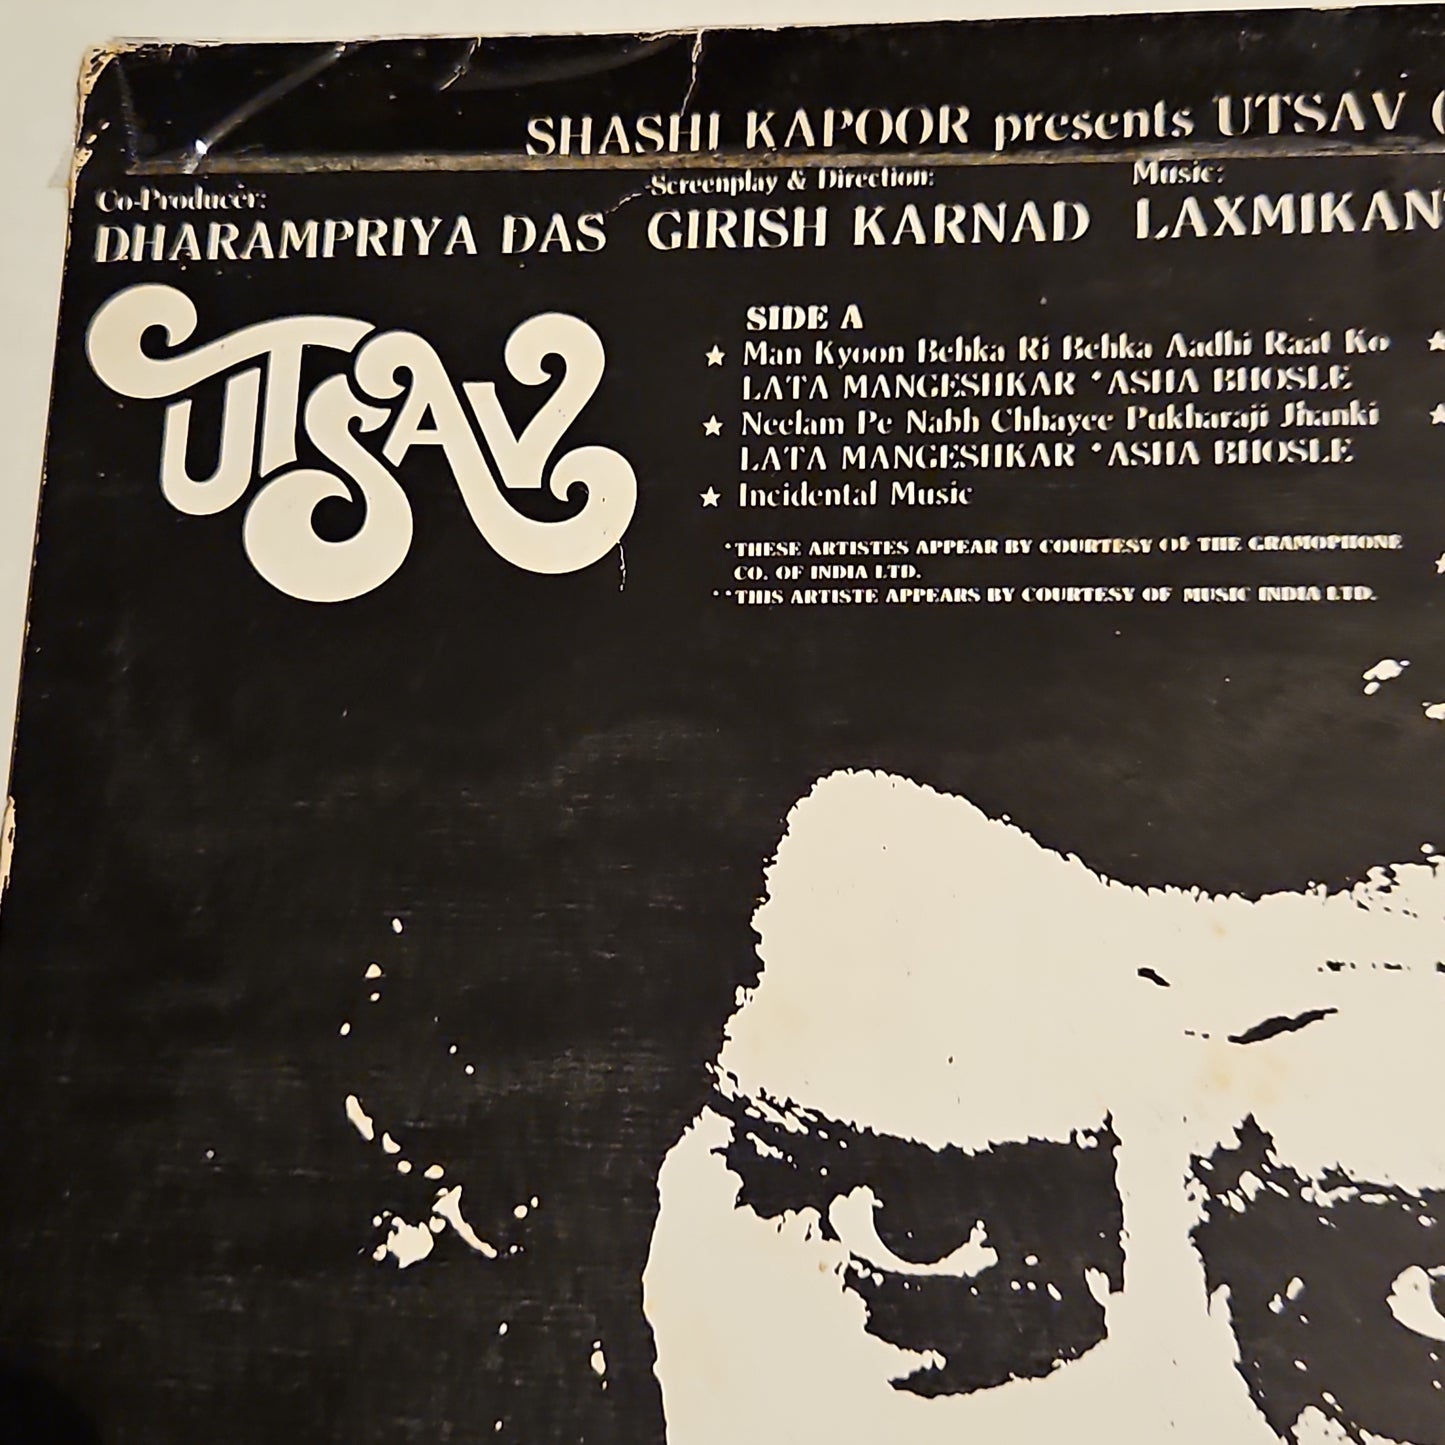 SHASHI KAPOOR presents UTSAV (
Co-Producer:
DHARAMPRIYA DAS
Screenplay & Direction:
GIRISH KARNAD
Music:
LAXMIKAN
UTSAV
SIDE A
★ Man Kyoon Behka Ri Behka Aadhi Raat Ko
LATA MANGESHKAR *ASHA BHOSLE
★ Neelam Pe Nabh Chhayee Pukharaji Jhanki
LATA MANGESHKAR *ASHA BHOSLE
★ Incidental Music
*THESE ARTISTES APPEAR BY COURTESY OF THE GRAMOPHONE
CO. OF INDIA LTD.
**THIS ARTISTE APPEARS BY COURTESY OF MUSIC INDIA LTD.